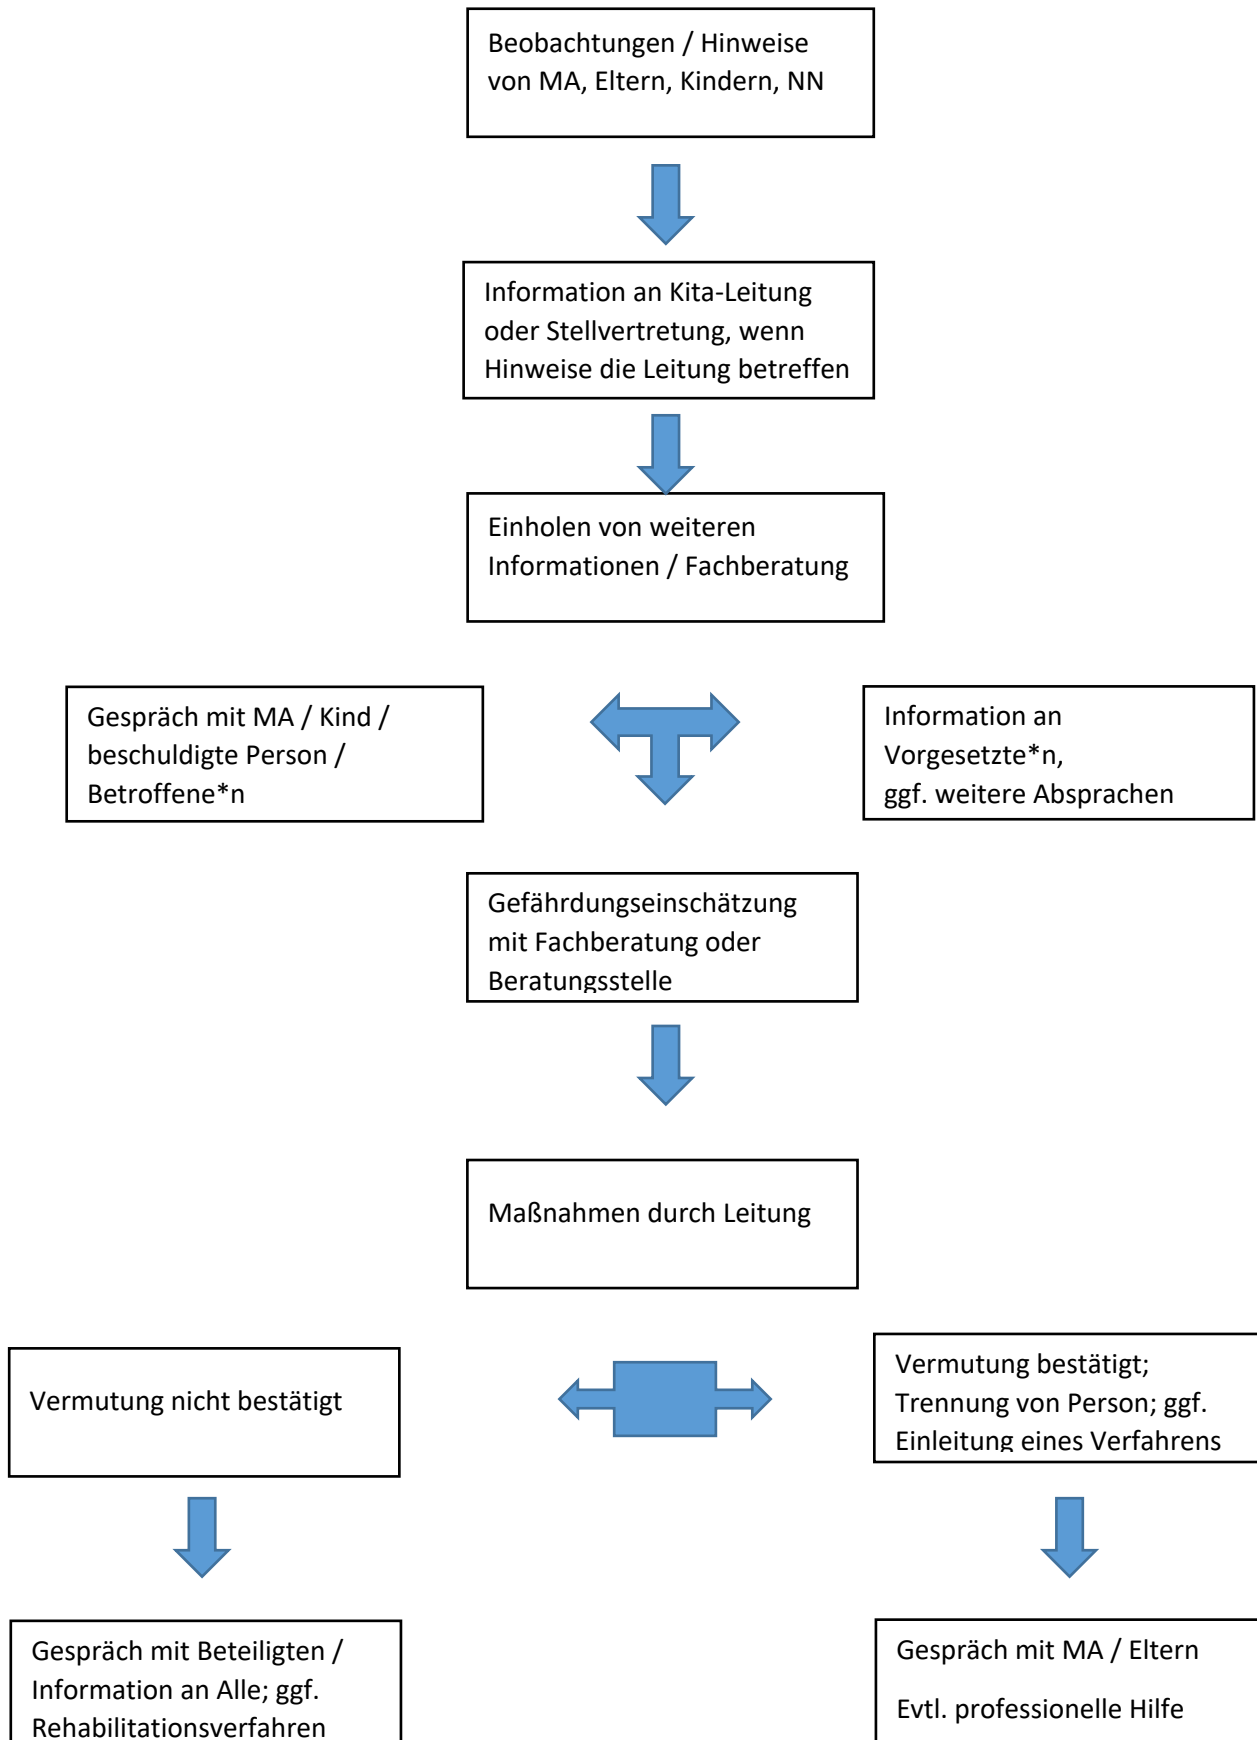 Beobachtungen / Hinweise
von MA, Eltern, Kindern, NN
Information an Kita-Leitung
oder Stellvertretung, wenn
Hinweise die Leitung betreffen
Einholen von weiteren
Informationen / Fachberatung
Gespräch mit MA / Kind /
beschuldigte Person /
Betroffene*n
Information an
Vorgesetzte*n,
ggf. weitere Absprachen
Gefährdungseinschätzung
mit Fachberatung oder
Beratungsstelle
Maßnahmen durch Leitung
Vermutung nicht bestätigt
Vermutung bestätigt;
Trennung von Person; ggf.
Einleitung eines Verfahrens
Gespräch mit Beteiligten /
Information an Alle; ggf.
Rehabilitationsverfahren
Gespräch mit MA / Eltern
Evtl. professionelle Hilfe